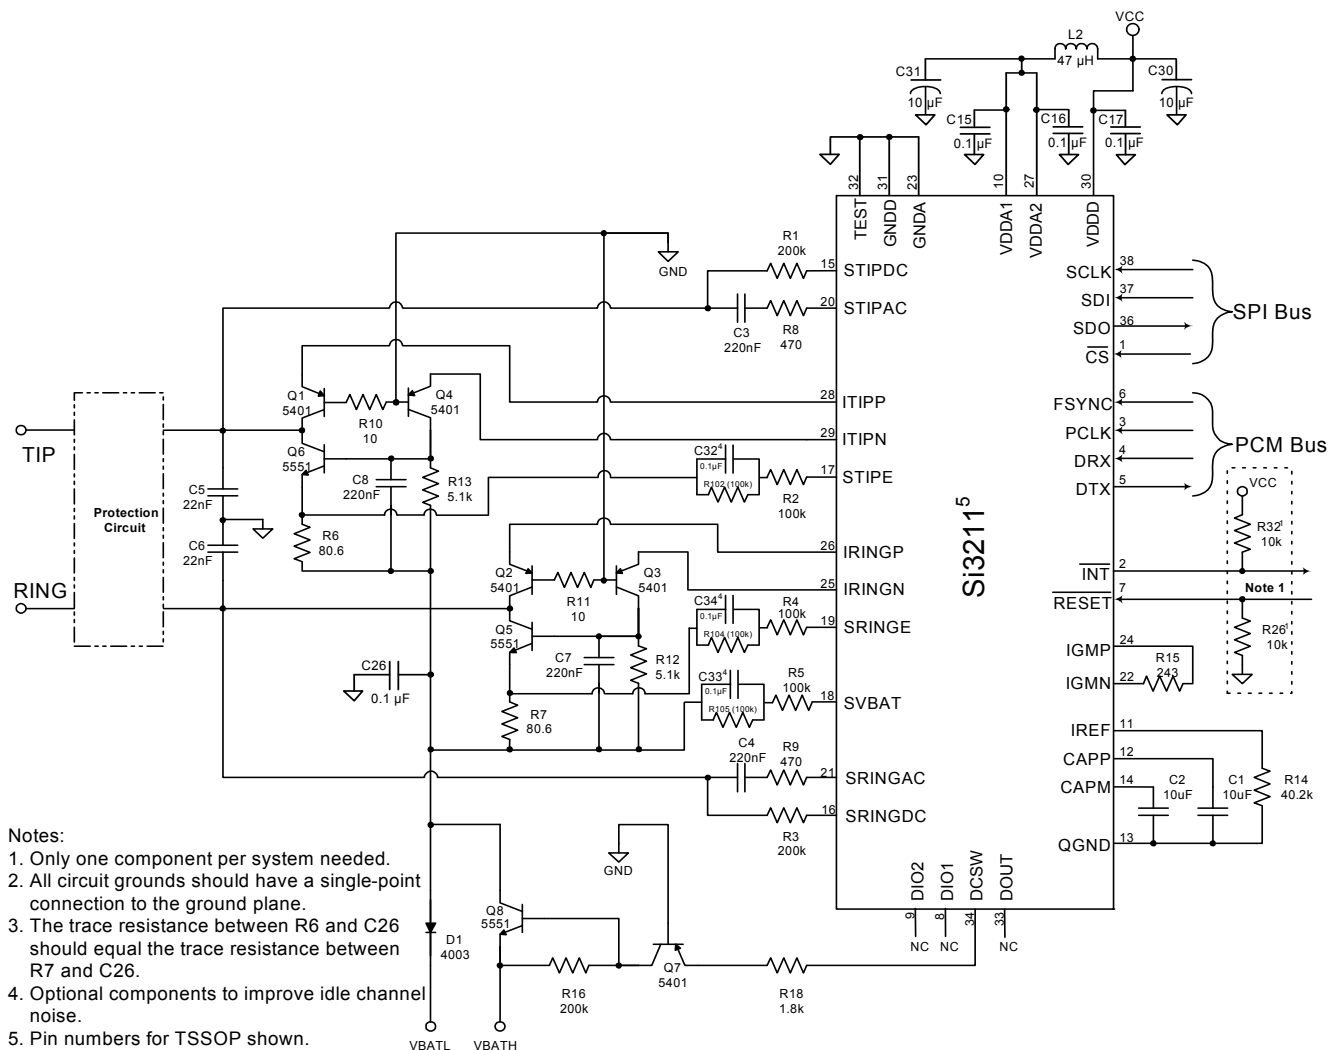 VCC
L2
47 µH
C31
10 µF
C30
10 µF
C15
0.1 µF
C16
0.1 µF
C17
0.1 µF
32
31
23
10
27
30
TEST
GNDD
GNDA
VDDA1
VDDA2
VDDD
GND
R1
200k
15
STIPDC
C3
220nF
R8
470
20
STIPAC
38
SCLK
37
SDI
36
SDO
1
CS
SPI Bus
Q1
5401
R10
10
Q4
5401
28
ITIPP
29
ITIPN
6
FSYNC
3
PCLK
4
DRX
5
DTX
PCM Bus
TIP
Q6
5551
C8
220nF
R13
5.1k
C32⁴
0.1µF
R102 (100k)
R2
100k
17
STIPE
C5
22nF
C6
22nF
Protection
Circuit
R6
80.6
Si3211⁵
VCC
R32¹
10k
26
IRINGP
INT
2
RING
Q2
5401
R11
10
Q3
5401
25
IRINGN
RESET
7
Note 1
Q5
5551
C7
220nF
R12
5.1k
C34⁴
0.1µF
R104 (100k)
R4
100k
19
SRINGE
R26¹
10k
IGMP
24
IGMN
22
R15
243
C26
0.1 µF
R7
80.6
C33⁴
0.1µF
R105 (100k)
R5
100k
18
SVBAT
IREF
11
CAPP
12
CAPM
14
QGND
13
C2
10uF
C1
10uF
R14
40.2k
C4
220nF
R9
470
21
SRINGAC
R3
200k
16
SRINGDC
GND
DIO2
DIO1
DCSW
DOUT
9
8
34
33
NC
NC
NC
Q8
5551
D1
4003
R16
200k
Q7
5401
R18
1.8k
VBATL
VBATH
Notes:
1. Only one component per system needed.
2. All circuit grounds should have a single-point
connection to the ground plane.
3. The trace resistance between R6 and C26
should equal the trace resistance between
R7 and C26.
4. Optional components to improve idle channel
noise.
5. Pin numbers for TSSOP shown.